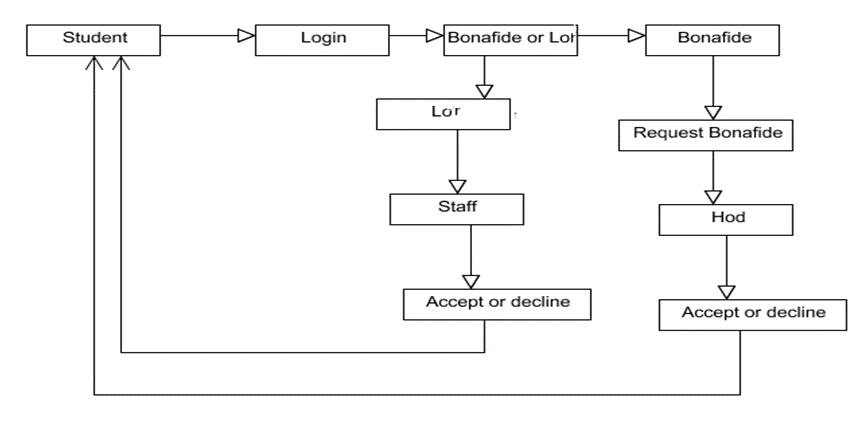 Student
Login
Bonafide or Lor
Bonafide
Lor
Request Bonafide
Staff
Hod
Accept or decline
Accept or decline